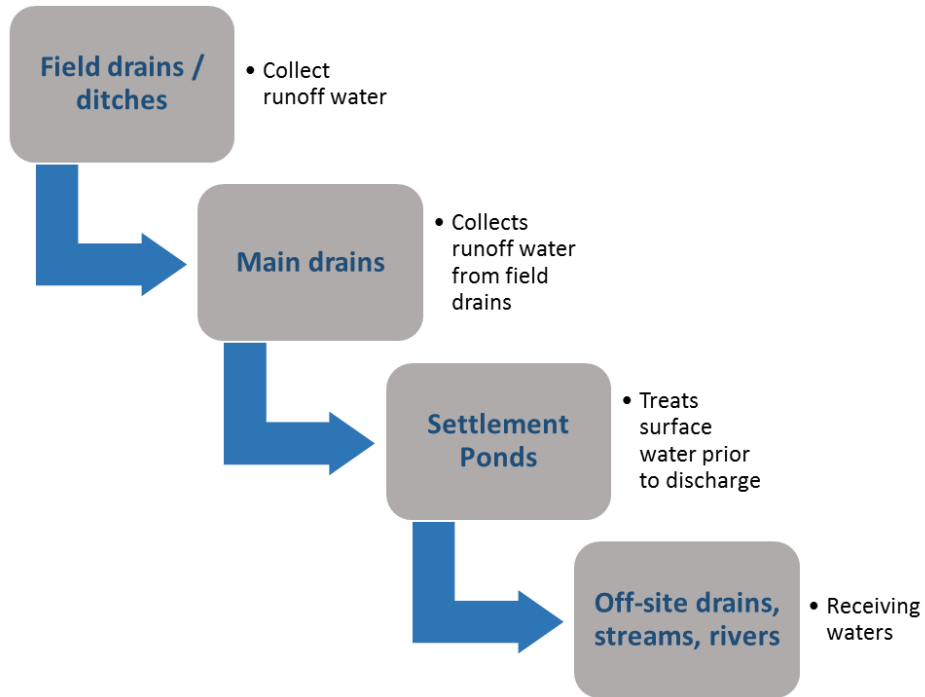 Field drains /
ditches
• Collect
runoff water
Main drains
• Collects
runoff water
from field
drains
Settlement
Ponds
• Treats
surface
water prior
to discharge
Off-site drains,
streams, rivers
• Receiving
waters